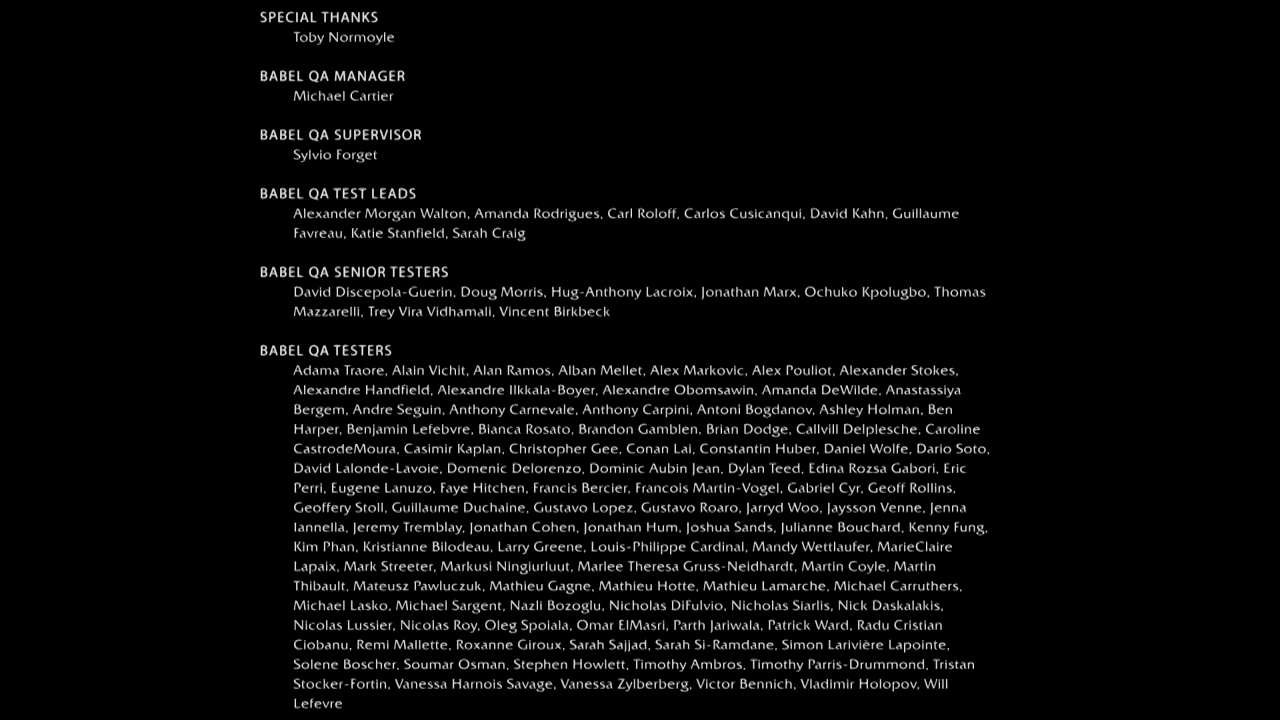 SPECIAL THANKS
Toby Normoyle
BABEL QA MANAGER
Michael Cartier
BABEL QA SUPERVISOR
Sylvio Forget
BABEL QA TEST LEADS
Alexander Morgan Walton, Amanda Rodrigues, Carl Roloff, Carlos Cusicanqui, David Kahn, Guillaume
Favreau, Katie Stanfield, Sarah Craig
BABEL QA SENIOR TESTERS
David Discepola-Guerin, Doug Morris, Hug-Anthony Lacroix, Jonathan Marx, Ochuko Kpolugbo, Thomas
Mazzarelli, Trey Vira Vidhamali, Vincent Birkbeck
BABEL QA TESTERS
Adama Traore, Alain Vichit, Alan Ramos, Alban Mellet, Alex Markovic, Alex Pouliot, Alexander Stokes,
Alexandre Handfield, Alexandre Ilkkala-Boyer, Alexandre Obomsawin, Amanda DeWilde, Anastassiya
Bergem, Andre Seguin, Anthony Carnevale, Anthony Carpini, Antoni Bogdanov, Ashley Holman, Ben
Harper, Benjamin Lefebvre, Bianca Rosato, Brandon Gamblen, Brian Dodge, Callvill Delplesche, Caroline
CastrodeMoura, Casimir Kaplan, Christopher Gee, Conan Lai, Constantin Huber, Daniel Wolfe, Dario Soto,
David Lalonde-Lavoie, Domenic Delorenzo, Dominic Aubin Jean, Dylan Teed, Edina Rozsa Gabori, Eric
Perri, Eugene Lanuzo, Faye Hitchen, Francis Bercier, Francois Martin-Vogel, Gabriel Cyr, Geoff Rollins,
Geoffery Stoll, Guillaume Duchaine, Gustavo Lopez, Gustavo Roaro, Jarryd Woo, Jaysson Venne, Jenna
Iannella, Jeremy Tremblay, Jonathan Cohen, Jonathan Hum, Joshua Sands, Julianne Bouchard, Kenny Fung,
Kim Phan, Kristianne Bilodeau, Larry Greene, Louis-Philippe Cardinal, Mandy Wettlaufer, MarieClaire
Lapaix, Mark Streeter, Markusi Ningiurluut, Marlee Theresa Gruss-Neidhardt, Martin Coyle, Martin
Thibault, Mateusz Pawluczuk, Mathieu Gagne, Mathieu Hotte, Mathieu Lamarche, Michael Carruthers,
Michael Lasko, Michael Sargent, Nazli Bozoglu, Nicholas DiFulvio, Nicholas Siarlis, Nick Daskalakis,
Nicolas Lussier, Nicolas Roy, Oleg Spoiala, Omar ElMasri, Parth Jariwala, Patrick Ward, Radu Cristian
Ciobanu, Remi Mallette, Roxanne Giroux, Sarah Sajjad, Sarah Si-Ramdane, Simon Larivière Lapointe,
Solene Boscher, Soumar Osman, Stephen Howlett, Timothy Ambros, Timothy Parris-Drummond, Tristan
Stocker-Fortin, Vanessa Harnois Savage, Vanessa Zylberberg, Victor Bennich, Vladimir Holopov, Will
Lefevre